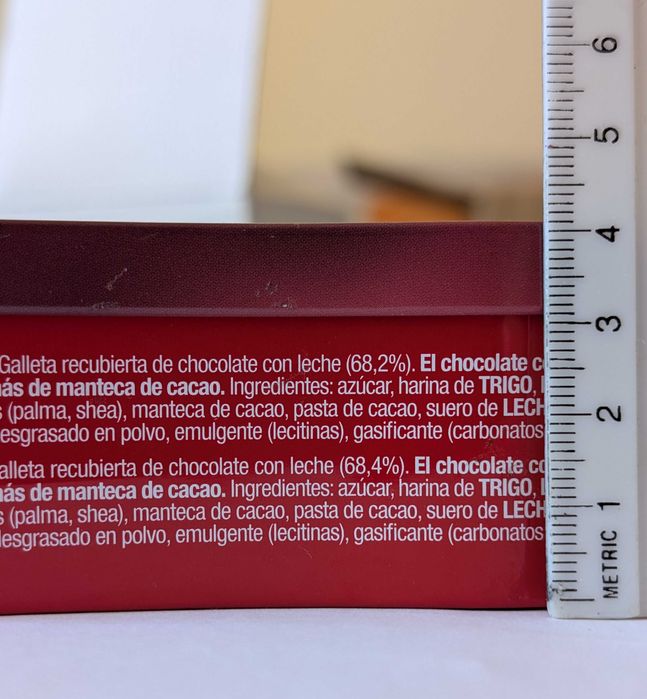 Galleta recubierta de chocolate con leche (68,2%). El chocolate
más de manteca de cacao. Ingredientes: azúcar, harina de TRIGO,
(palma, shea), manteca de cacao, pasta de cacao, suero de LECH
desgrasado en polvo, emulgente (lecitinas), gasificante (carbonatos
alleta recubierta de chocolate con leche (68,4%). El chocolate
más de manteca de cacao. Ingredientes: azúcar, harina de TRIGO,
(palma, shea), manteca de cacao, pasta de cacao, suero de LECH
desgrasado en polvo, emulgente (lecitinas), gasificante (carbonatos
6
5
4
3
2
1
METRIC